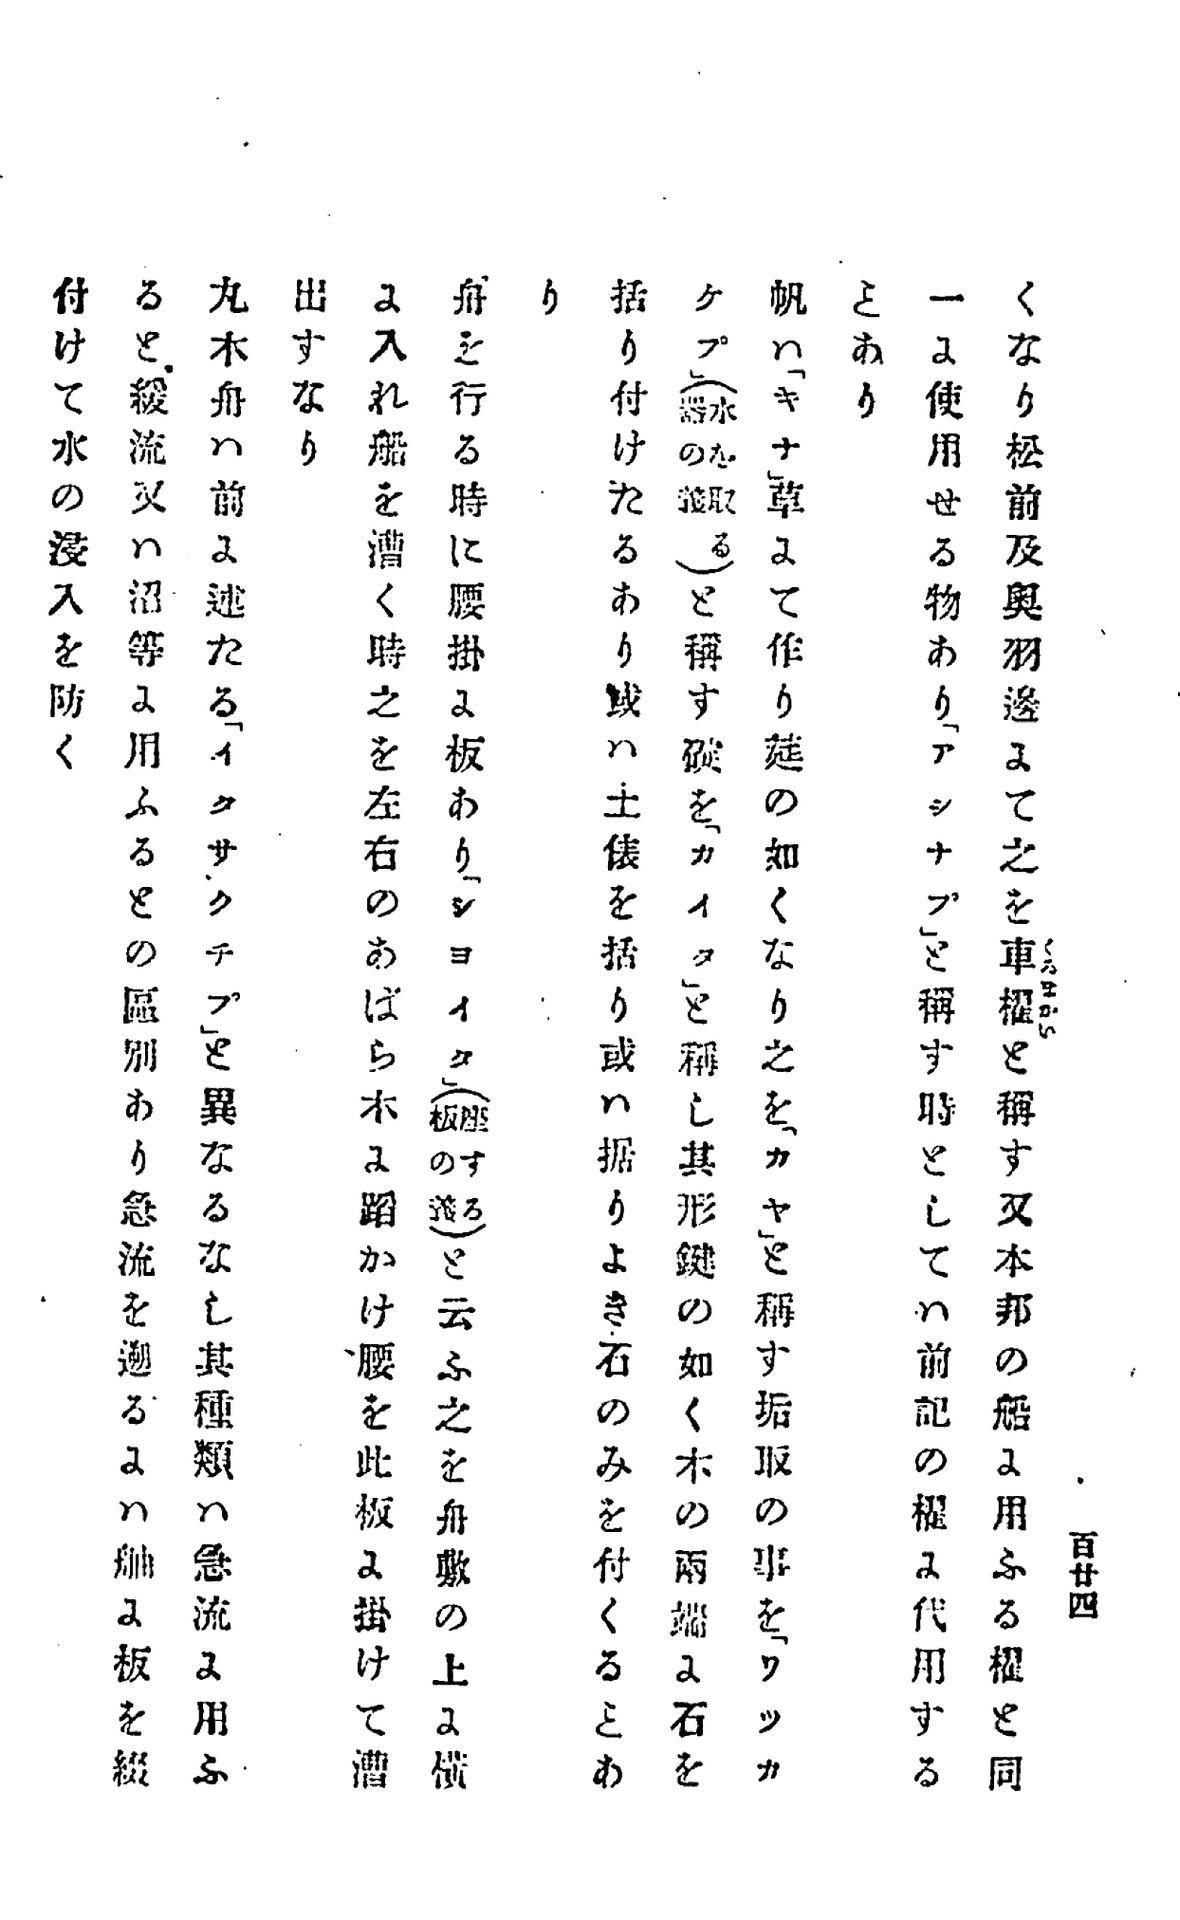 百廿四
くなり松前及奥羽邊にて之を車櫂と稱す又本邦の船に用ふる櫂と同
くるまかい
一に使用せる物あり「アシナプ」と稱す時としてハ前記の櫂に代用する
ことあり
帆ハ「キナ」草にて作り莚の如くなり之を「カヤ」と稱す垢取の事を「ワッカ
ケプ」(水を取る器の義)と稱す碇を「カイタ」と稱し其形鍵の如く木の兩端に石を
括り付けたるあり或ハ土俵を括り或ハ据りよき石のみを付くることあ
り
舟を行る時に腰掛に板あり「シヨイタ」(座する板の義)と云ふ之を舟敷の上に橫
に入れ船を漕く時之を左右のあばら木に蹈かけ腰を此板に掛けて漕
出すなり
丸木舟ハ前に述たる「イタサクチプ」と異なるなし其種類ハ急流に用ふ
ると緩流又ハ沼等に用ふるとの區別あり急流を遡るにハ舳に板を綴
付けて水の浸入を防く